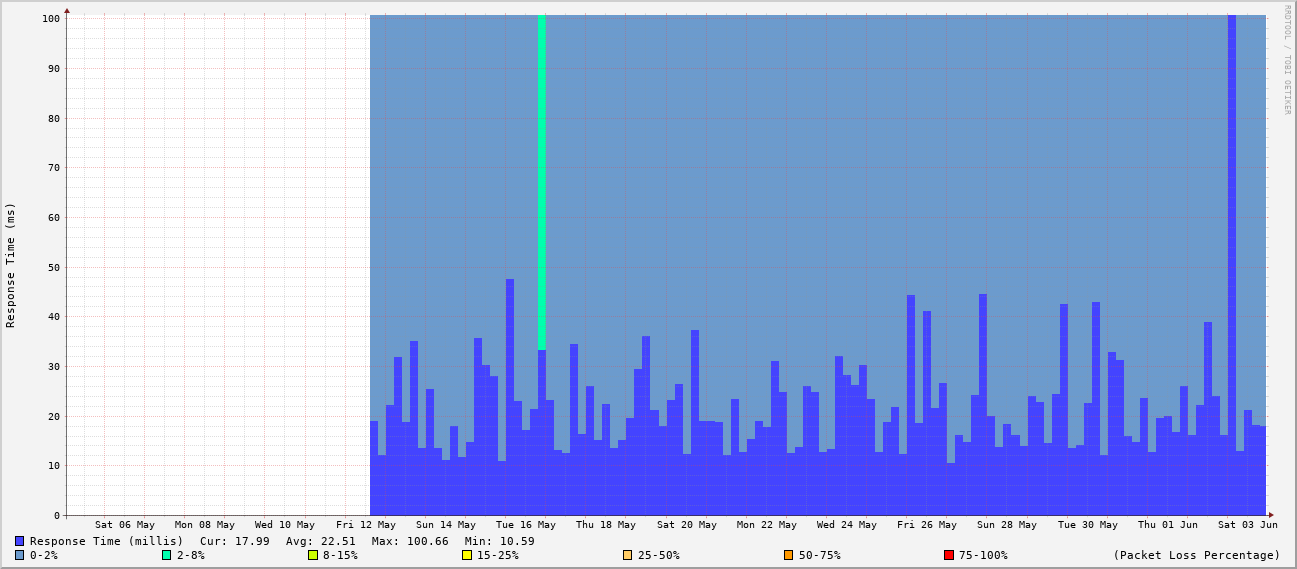 RRDTOOL / TOBI OETIKER
Response Time (ms)
100
90
80
70
60
50
40
30
20
10
0
Sat 06 May Mon 08 May Wed 10 May Fri 12 May Sun 14 May Tue 16 May Thu 18 May Sat 20 May Mon 22 May Wed 24 May Fri 26 May Sun 28 May Tue 30 May Thu 01 Jun Sat 03 Jun
Response Time (millis) Cur: 17.99 Avg: 22.51 Max: 100.66 Min: 10.59
0-2% 2-8% 8-15% 15-25% 25-50% 50-75% 75-100% (Packet Loss Percentage)